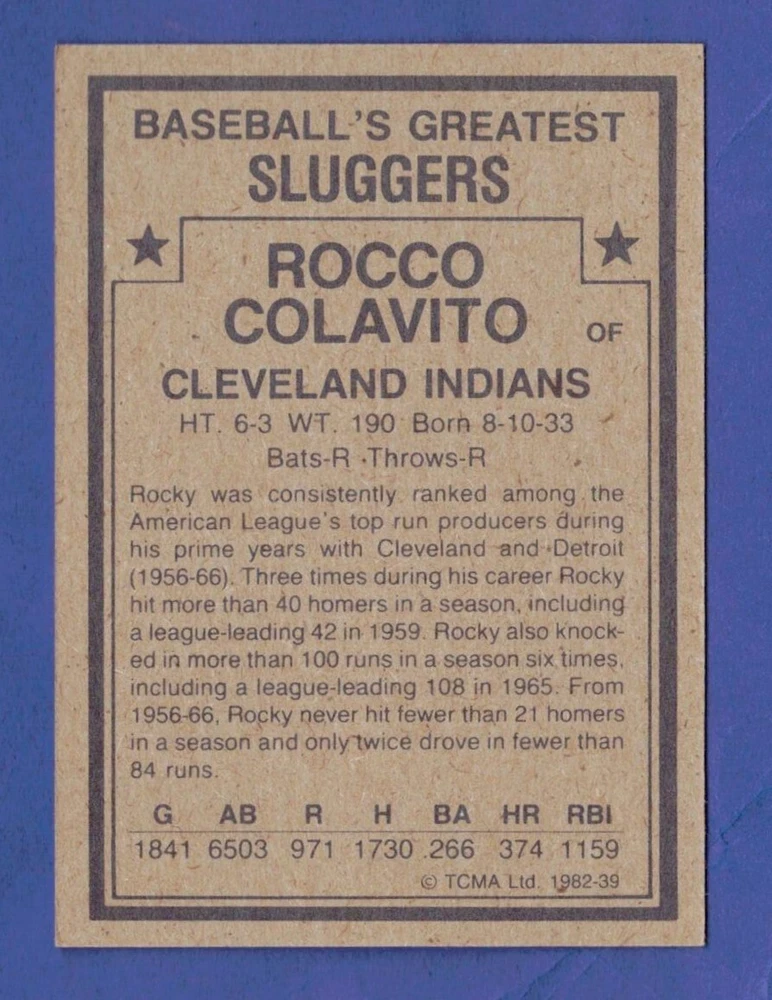 BASEBALL'S GREATEST
SLUGGERS
ROCCO
COLAVITO OF
CLEVELAND INDIANS
HT. 6-3 WT. 190 Born 8-10-33
Bats-R Throws-R
Rocky was consistently ranked among the
American League's top run producers during
his prime years with Cleveland and Detroit
(1956-66). Three times during his career Rocky
hit more than 40 homers in a season, including
a league-leading 42 in 1959. Rocky also knock-
ed in more than 100 runs in a season six times,
including a league-leading 108 in 1965. From
1956-66, Rocky never hit fewer than 21 homers
in a season and only twice drove in fewer than
84 runs.
G AB R H BA HR RBI
1841 6503 971 1730 .266 374 1159
© TCMA Ltd. 1982-39